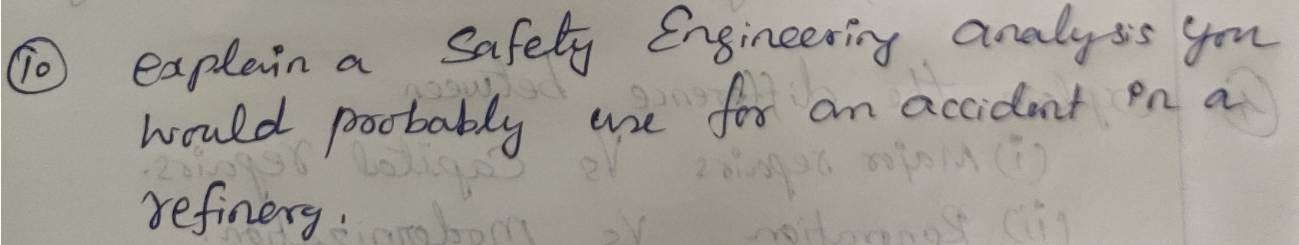 10 explain a Safety Engineering analysis you
would probably use for an accident in a
refinery.